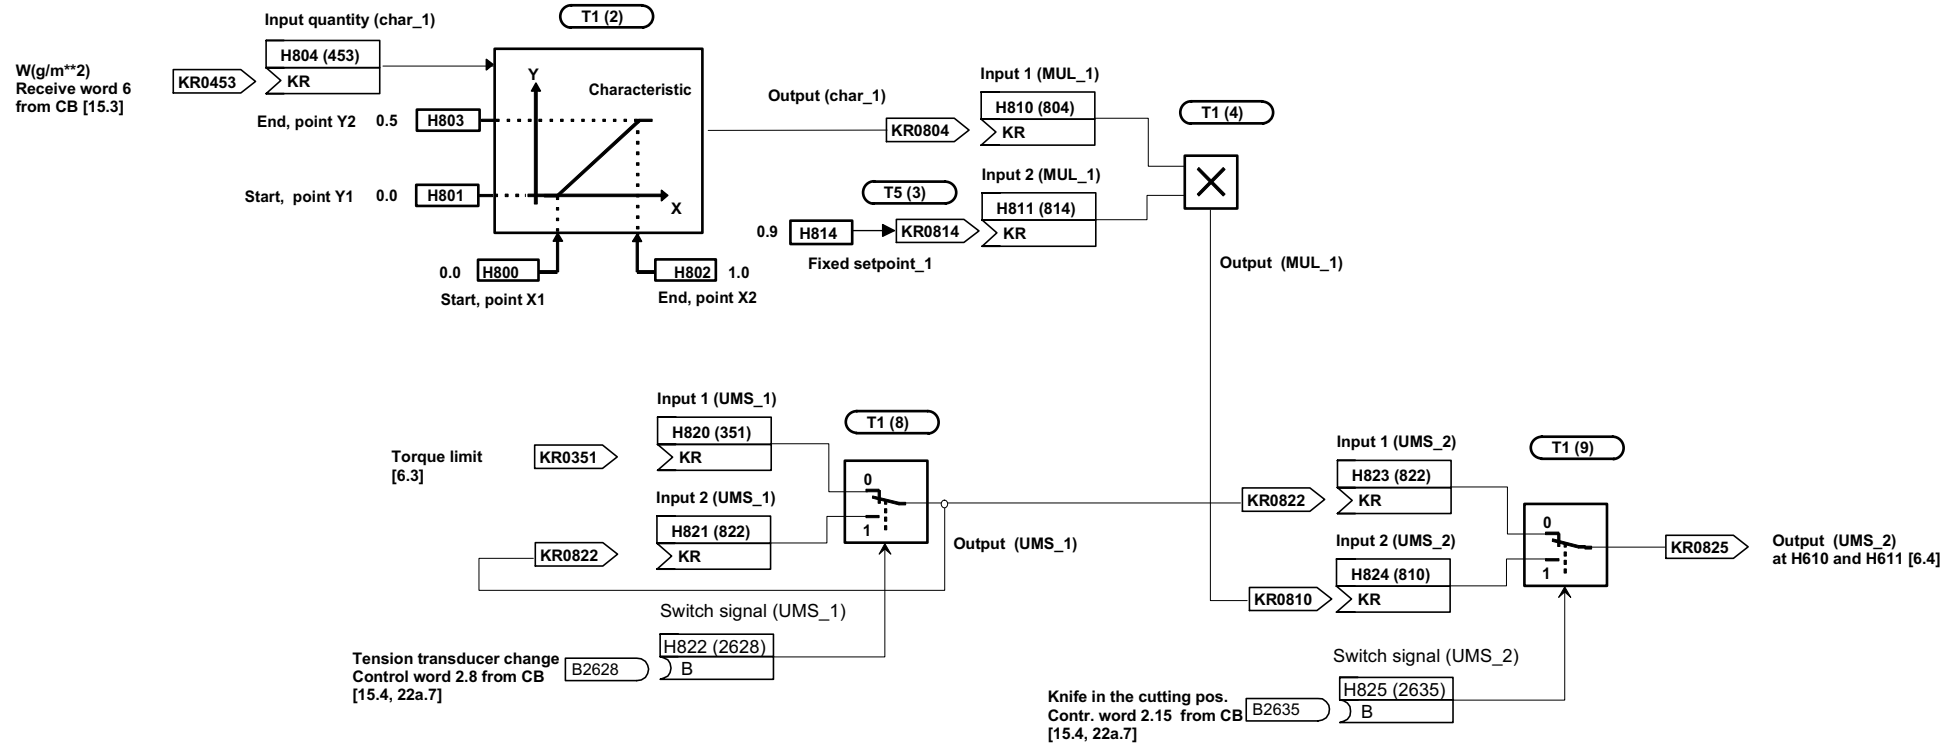 Input quantity (char_1)
T1 (2)
H804 (453)
KR
KR0453
W(g/m**2)
Receive word 6
from CB [15.3]
Y
Characteristic
X
End, point Y2 0.5 H803
Start, point Y1 0.0 H801
0.0 H800
Start, point X1
H802 1.0
End, point X2
Output (char_1)
KR0804
Input 1 (MUL_1)
H810 (804)
KR
T1 (4)
Input 2 (MUL_1)
H811 (814)
KR
T5 (3)
0.9 H814
KR0814
Fixed setpoint_1
Output (MUL_1)
Input 1 (UMS_1)
H820 (351)
KR
T1 (8)
Torque limit
[6.3]
KR0351
Input 2 (UMS_1)
H821 (822)
KR
KR0822
0
1
Output (UMS_1)
Switch signal (UMS_1)
H822 (2628)
B
B2628
Tension transducer change
Control word 2.8 from CB
[15.4, 22a.7]
Input 1 (UMS_2)
H823 (822)
KR
KR0822
T1 (9)
Input 2 (UMS_2)
H824 (810)
KR
KR0810
0
1
KR0825
Output (UMS_2)
at H610 and H611 [6.4]
Switch signal (UMS_2)
H825 (2635)
B
B2635
Knife in the cutting pos.
Contr. word 2.15 from CB
[15.4, 22a.7]